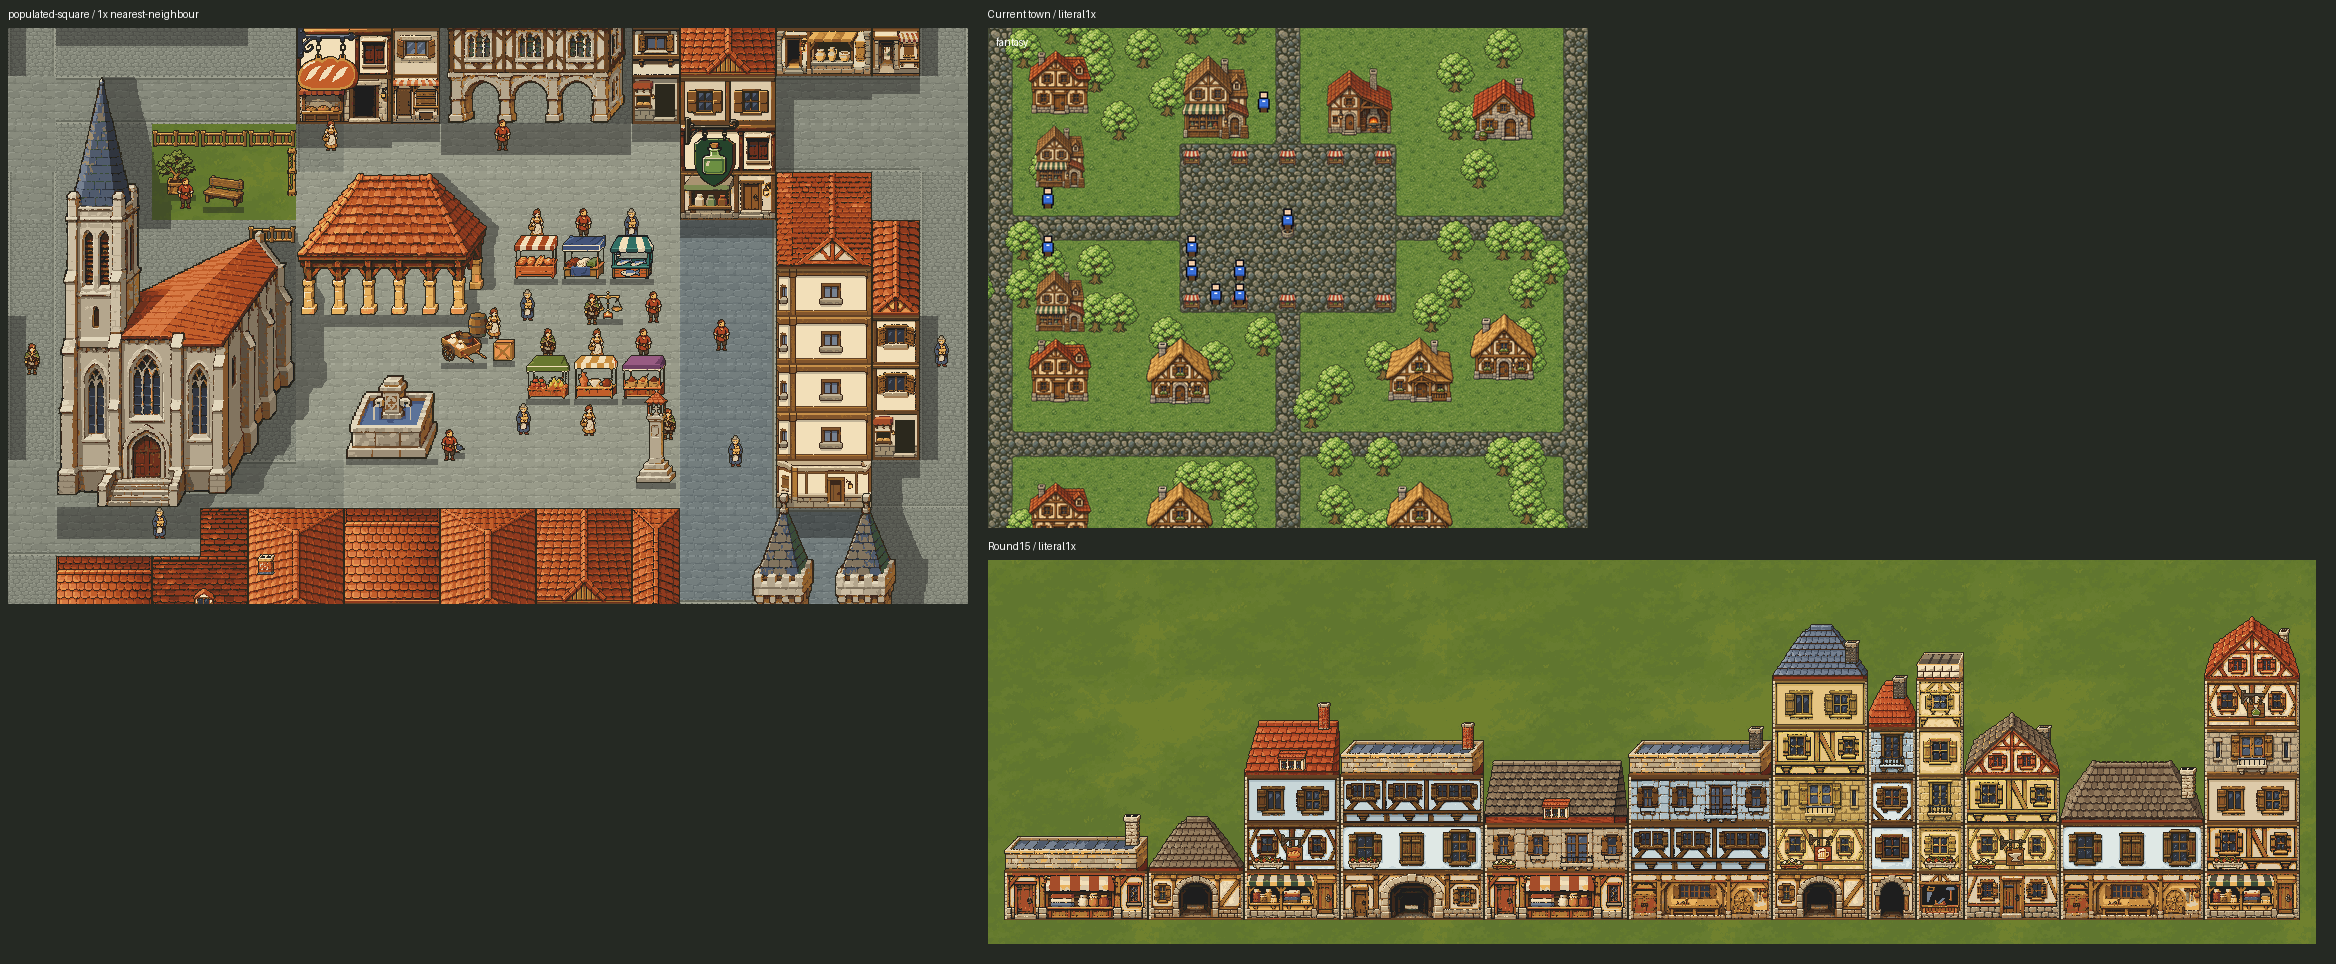 populated-square / 1x nearest-neighbour
Current town / literal1x
fantasy
Round15 / literal1x